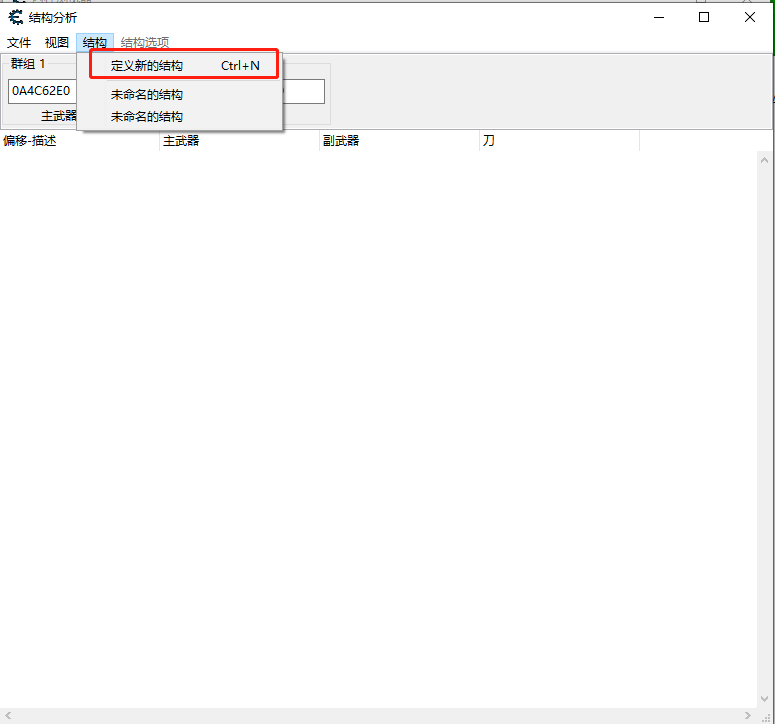 结构分析
文件 视图 结构 结构选项
群组 1
定义新的结构 Ctrl+N
0A4C62E0
未命名的结构
主武器
未命名的结构
偏移-描述 主武器 副武器 刀